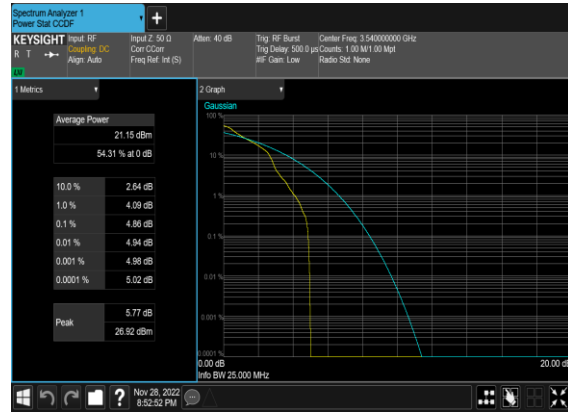 Spectrum Analyzer 1
Power Stat CCDF
+
KEYSIGHT
R T
LXI
Input: RF
Coupling: DC
Align: Auto
Input Z: 50 Ω
Corr CCorr
Freq Ref: Int (S)
Atten: 40 dB
Trig: RF Burst
Trig Delay: 500.0 µs
#IF Gain: Low
Center Freq: 3.540000000 GHz
Counts: 1.00 M/1.00 Mpt
Radio Std: None
1 Metrics
Average Power
21.15 dBm
54.31 % at 0 dB
10.0 % 2.64 dB
1.0 % 4.09 dB
0.1 % 4.86 dB
0.01 % 4.94 dB
0.001 % 4.98 dB
0.0001 % 5.02 dB
Peak
5.77 dB
26.92 dBm
2 Graph
Gaussian
100 %
10 %
1 %
0.1 %
0.01 %
0.001 %
0.0001 %
0.00 dB
20.00 dB
Info BW 25.000 MHz
?
Nov 28, 2022
8:52:52 PM